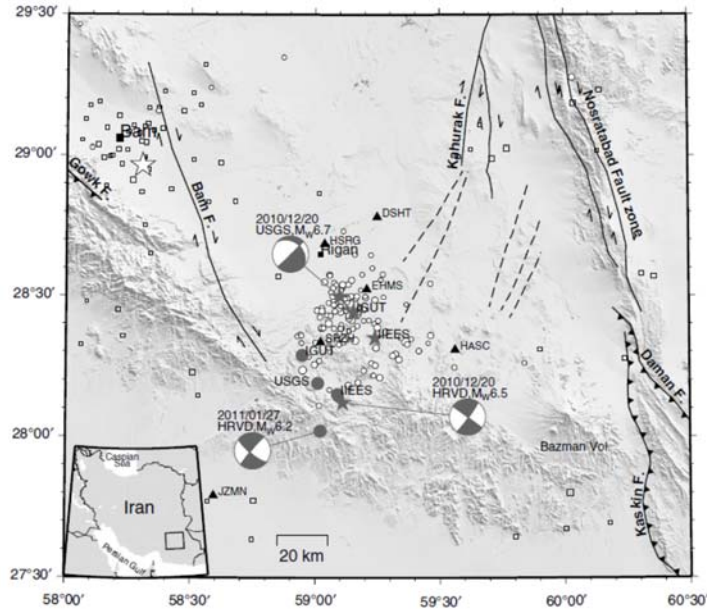 29°30'
29°00'
28°30'
28°00'
27°30'
58°00'
58°30'
59°00'
59°30'
60°00'
60°30'
Bam
Gowk F.
Bam F.
Kahurak F.
Nosratabad Fault zone
DSHT
2010/12/20
USGS,MW6.7
HSRG
Rigan
EHMS
IGUT
IIEES
HASC
IGUT
USGS
IIEES
2010/12/20
HRVD,MW6.5
2011/01/27
HRVD,MW6.2
Daman F.
Bazman Vol.
Kaskin F.
JZMN
Caspian
Sea
Iran
Persian Gulf
20 km